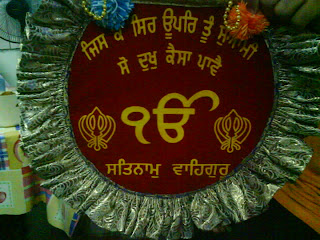 ਜਿਸ ਕੇ ਸਿਰ ਊਪਰਿ ਤੂੰ ਸੁਆਮੀ
ਸੋ ਦੁਖੁ ਕੈਸਾ ਪਾਵੈ
ੴ
ਸਤਿਨਾਮੁ ਵਾਹਿਗੁਰ